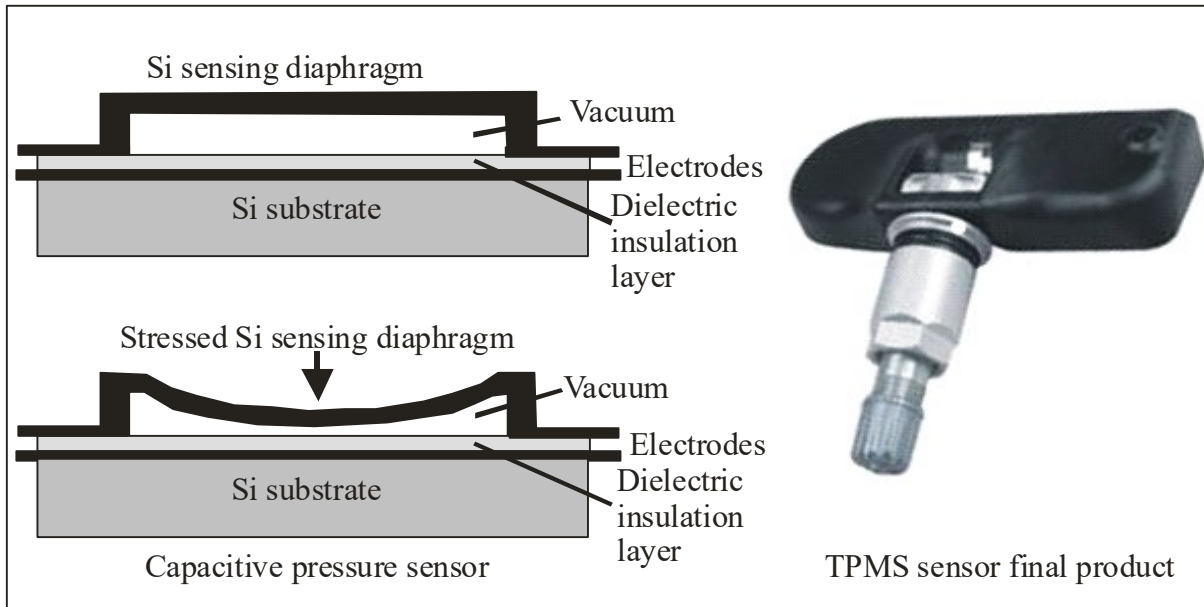 Si sensing diaphragm
Vacuum
Electrodes
Si substrate
Dielectric
insulation
layer
Stressed Si sensing diaphragm
Vacuum
Electrodes
Si substrate
Dielectric
insulation
layer
Capacitive pressure sensor
TPMS sensor final product